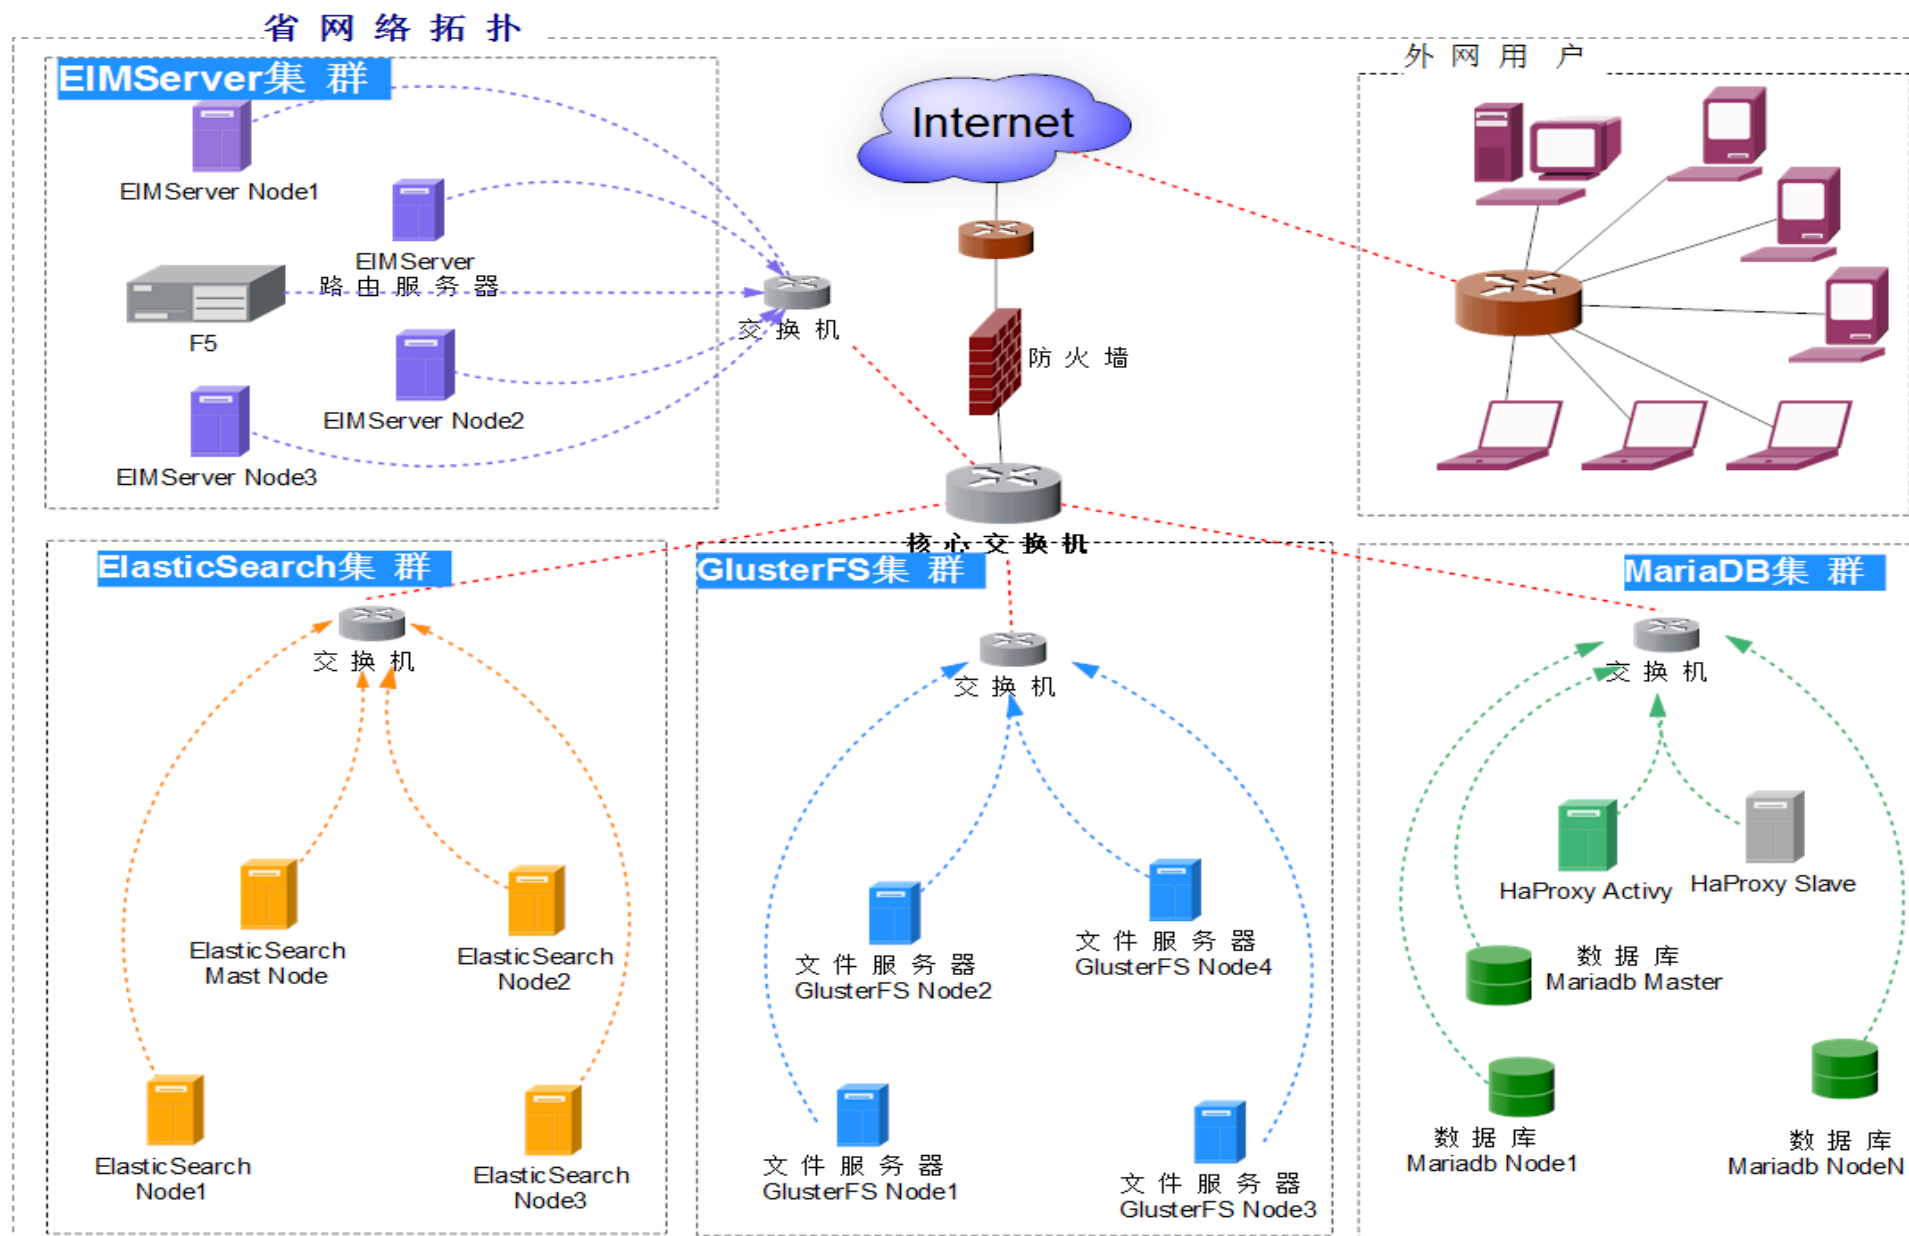 省网络拓扑
EIMServer集群
EIMServer Node1
EIMServer
路由服务器
F5
EIMServer Node2
EIMServer Node3
交换机
Internet
防火墙
核心交换机
外网用户
ElasticSearch集群
交换机
ElasticSearch
Mast Node
ElasticSearch
Node2
ElasticSearch
Node1
ElasticSearch
Node3
GlusterFS集群
交换机
文件服务器
GlusterFS Node2
文件服务器
GlusterFS Node4
文件服务器
GlusterFS Node1
文件服务器
GlusterFS Node3
MariaDB集群
交换机
HaProxy Activy
HaProxy Slave
数据库
Mariadb Master
数据库
Mariadb Node1
数据库
Mariadb NodeN